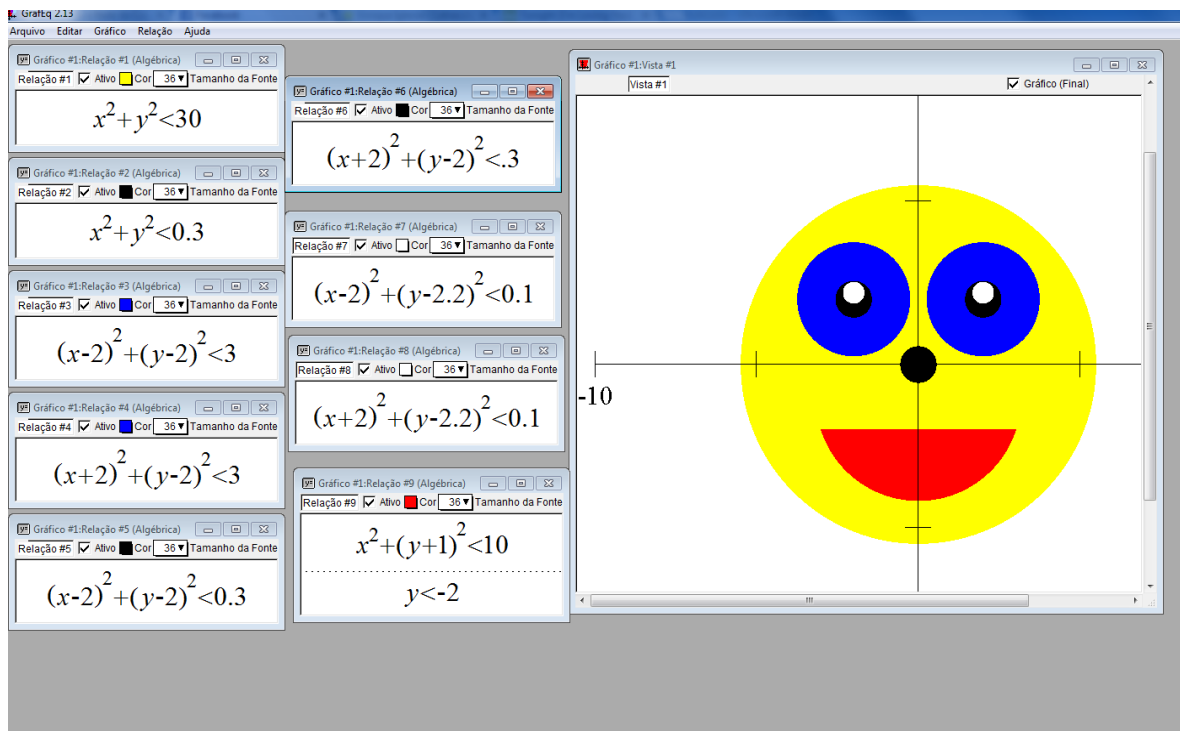 GrafEq 2.13
Arquivo Editar Gráfico Relação Ajuda
Gráfico #1:Relação #1 (Algébrica)
Relação #1 Ativo Cor 36 Tamanho da Fonte
x²+y²<30
Gráfico #1:Relação #2 (Algébrica)
Relação #2 Ativo Cor 36 Tamanho da Fonte
x²+y²<0.3
Gráfico #1:Relação #3 (Algébrica)
Relação #3 Ativo Cor 36 Tamanho da Fonte
(x-2)²+(y-2)²<3
Gráfico #1:Relação #4 (Algébrica)
Relação #4 Ativo Cor 36 Tamanho da Fonte
(x+2)²+(y-2)²<3
Gráfico #1:Relação #5 (Algébrica)
Relação #5 Ativo Cor 36 Tamanho da Fonte
(x-2)²+(y-2)²<0.3
Gráfico #1:Relação #6 (Algébrica)
Relação #6 Ativo Cor 36 Tamanho da Fonte
(x+2)²+(y-2)²<.3
Gráfico #1:Relação #7 (Algébrica)
Relação #7 Ativo Cor 36 Tamanho da Fonte
(x-2)²+(y-2.2)²<0.1
Gráfico #1:Relação #8 (Algébrica)
Relação #8 Ativo Cor 36 Tamanho da Fonte
(x+2)²+(y-2.2)²<0.1
Gráfico #1:Relação #9 (Algébrica)
Relação #9 Ativo Cor 36 Tamanho da Fonte
x²+(y+1)²<10
y<-2
Gráfico #1:Vista #1
Vista #1 Gráfico (Final)
-10